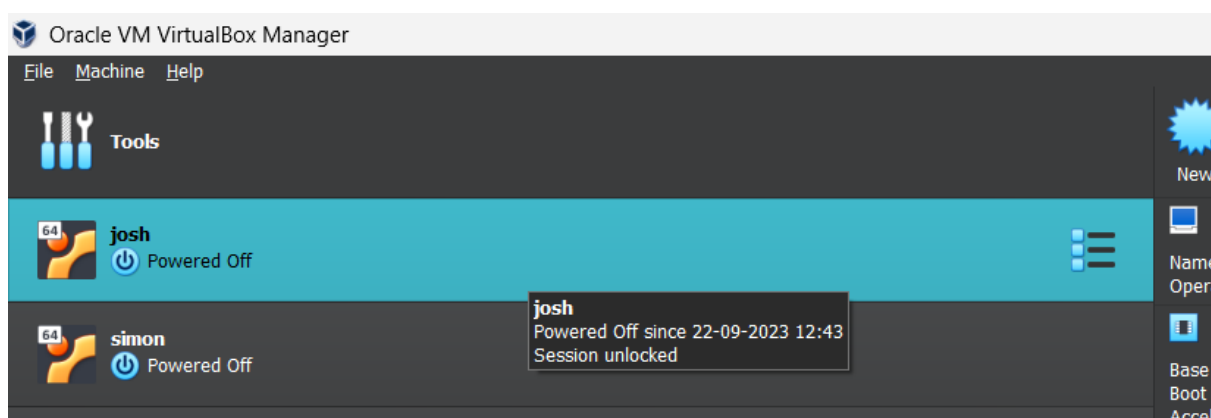 Oracle VM VirtualBox Manager
File Machine Help
Tools
New
64
josh
Powered Off
Name
Oper
josh
Powered Off since 22-09-2023 12:43
Session unlocked
64
simon
Powered Off
Base
Boot
Acce